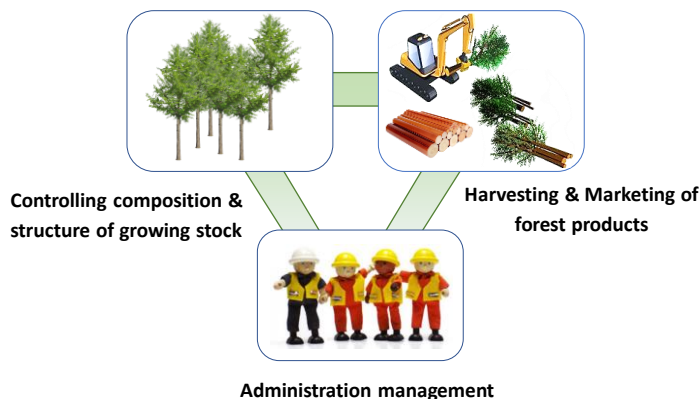 Controlling composition &
structure of growing stock
Harvesting & Marketing of
forest products
Administration management